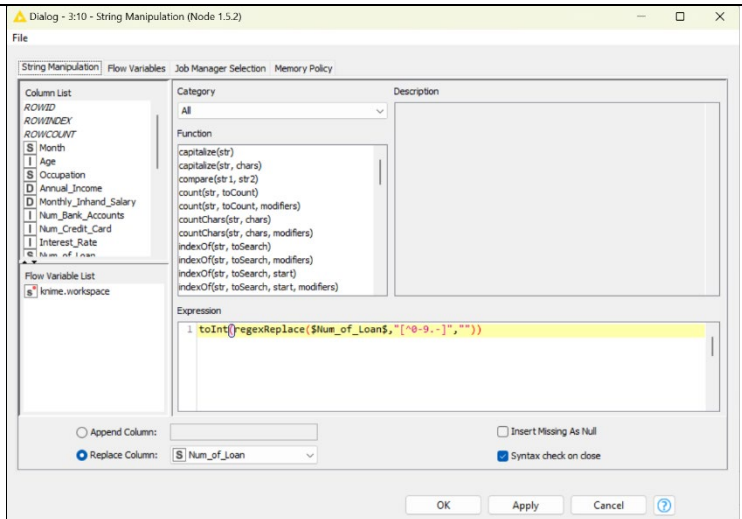 Dialog - 3:10 - String Manipulation (Node 1.5.2)
File
String Manipulation Flow Variables Job Manager Selection Memory Policy
Column List
ROWID
ROWINDEX
ROWCOUNT
S Month
I Age
S Occupation
D Annual_Income
D Monthly_Inhand_Salary
I Num_Bank_Accounts
I Num_Credit_Card
I Interest_Rate
S Num_of_Loan
Flow Variable List
s knime.workspace
Category
All
Function
capitalize(str)
capitalize(str, chars)
compare(str1, str2)
count(str, toCount)
count(str, toCount, modifiers)
countChars(str, chars)
countChars(str, chars, modifiers)
indexOf(str, toSearch)
indexOf(str, toSearch, modifiers)
indexOf(str, toSearch, start)
indexOf(str, toSearch, start, modifiers)
Description
Expression
1 toInt(regexReplace($Num_of_Loan$,"[^0-9.-]",""))
Append Column:
Insert Missing As Null
Replace Column: S Num_of_Loan
Syntax check on close
OK Apply Cancel ?